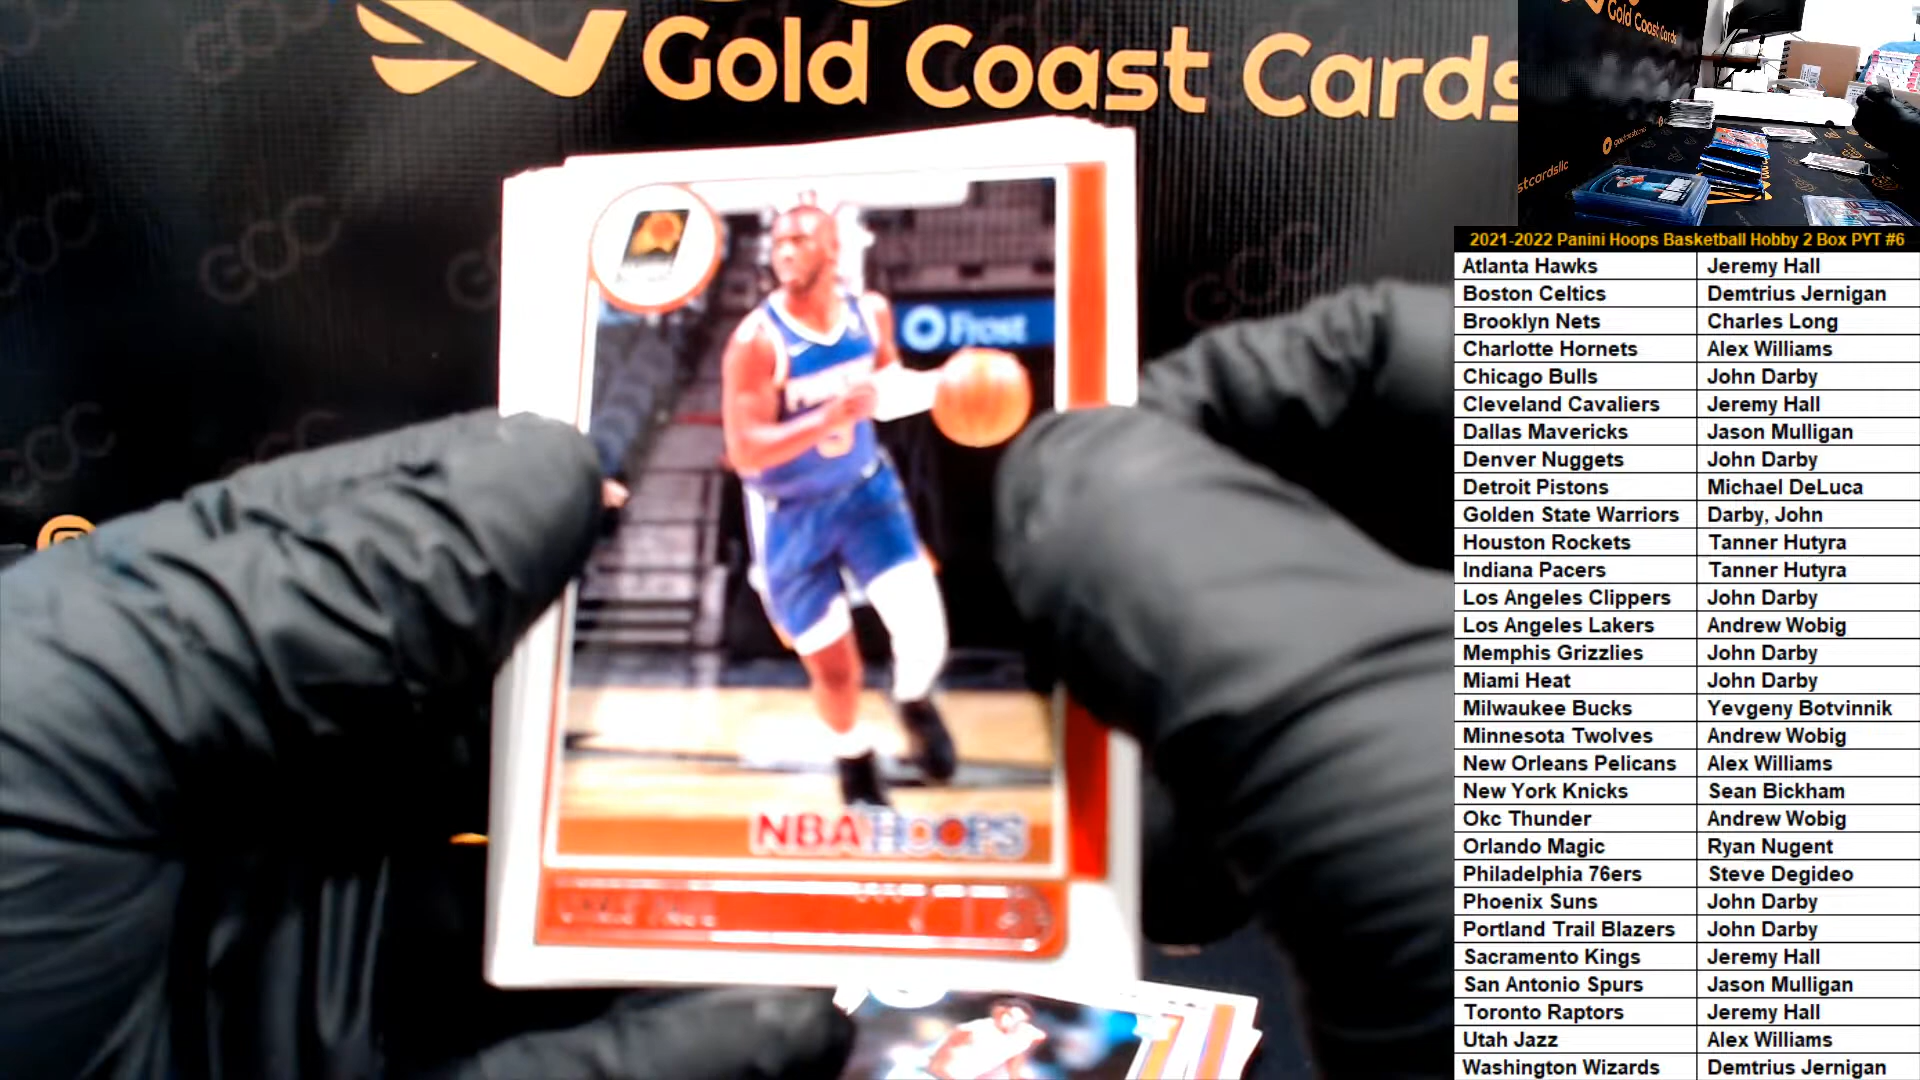 Gold Coast Cards
Frost
NBA HOOPS
Gold Coast Cards
stcardsllc
2021-2022 Panini Hoops Basketball Hobby 2 Box PYT #6
Atlanta Hawks Jeremy Hall
Boston Celtics Demtrius Jernigan
Brooklyn Nets Charles Long
Charlotte Hornets Alex Williams
Chicago Bulls John Darby
Cleveland Cavaliers Jeremy Hall
Dallas Mavericks Jason Mulligan
Denver Nuggets John Darby
Detroit Pistons Michael DeLuca
Golden State Warriors Darby, John
Houston Rockets Tanner Hutyra
Indiana Pacers Tanner Hutyra
Los Angeles Clippers John Darby
Los Angeles Lakers Andrew Wobig
Memphis Grizzlies John Darby
Miami Heat John Darby
Milwaukee Bucks Yevgeny Botvinnik
Minnesota Twolves Andrew Wobig
New Orleans Pelicans Alex Williams
New York Knicks Sean Bickham
Okc Thunder Andrew Wobig
Orlando Magic Ryan Nugent
Philadelphia 76ers Steve Degideo
Phoenix Suns John Darby
Portland Trail Blazers John Darby
Sacramento Kings Jeremy Hall
San Antonio Spurs Jason Mulligan
Toronto Raptors Jeremy Hall
Utah Jazz Alex Williams
Washington Wizards Demtrius Jernigan